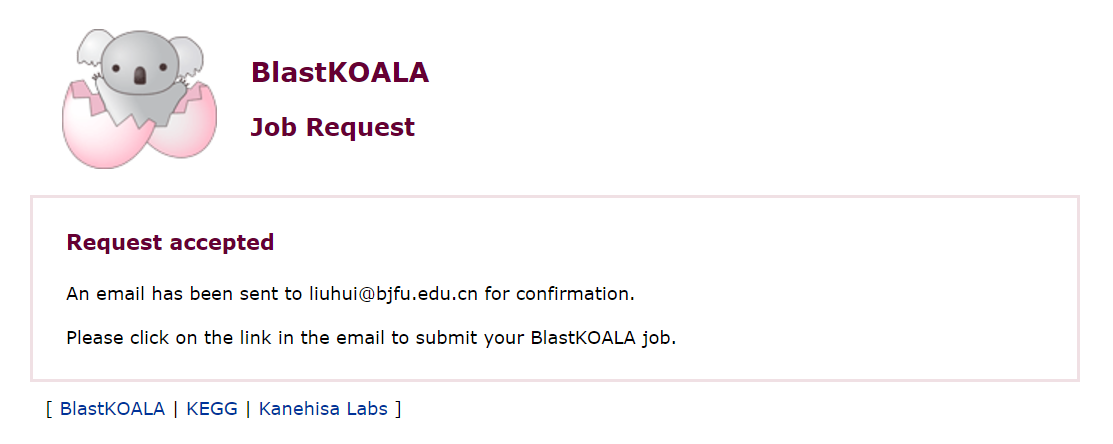 BlastKOALA
Job Request
Request accepted
An email has been sent to liuhui@bjfu.edu.cn for confirmation.
Please click on the link in the email to submit your BlastKOALA job.
[ BlastKOALA | KEGG | Kanehisa Labs ]